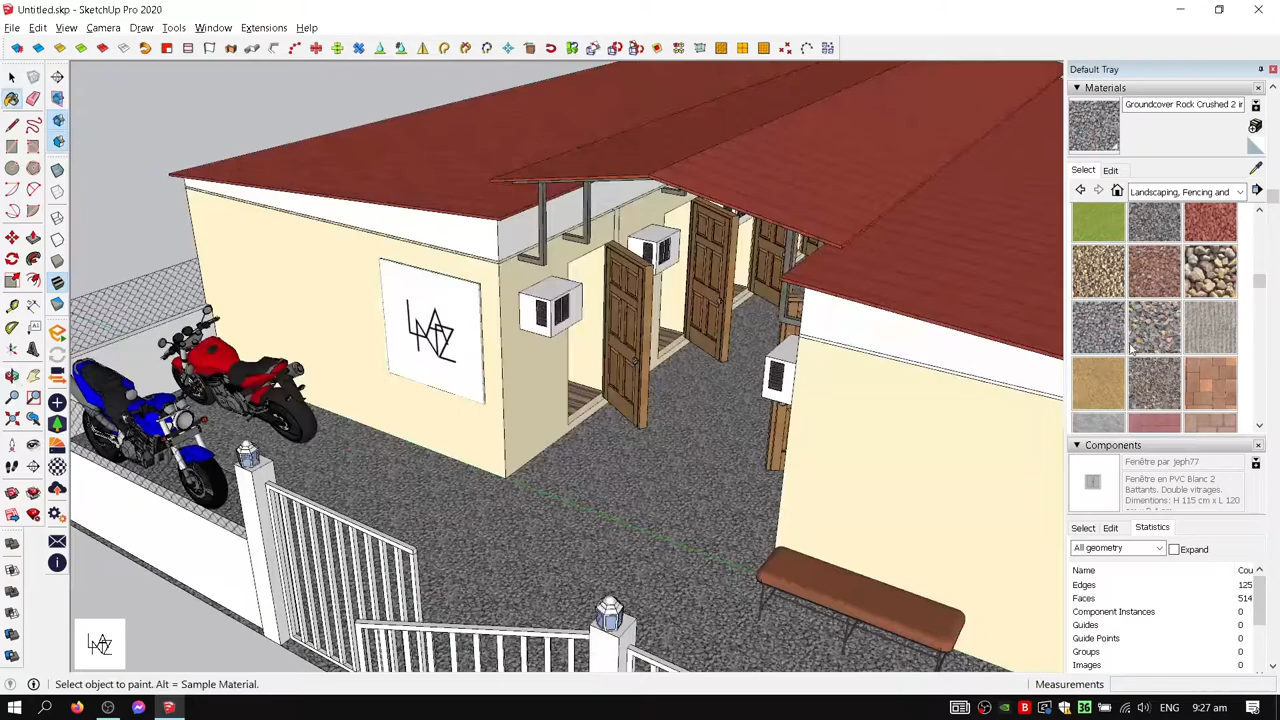 Untitled.skp - SketchUp Pro 2020
File Edit View Camera Draw Tools Window Extensions Help
Default Tray
Materials
Groundcover Rock Crushed 2 ir
Select Edit
Landscaping, Fencing and
Components
Fenêtre par jeph77
Fenêtre en PVC Blanc 2
Battants. Double vitrages.
Dimentions: H 115 cm x L 120
Select Edit Statistics
All geometry Expand
Name Cou
Edges 125
Faces 514
Component Instances 0
Guides 0
Guide Points 0
Groups 0
Images 0
Select object to paint. Alt = Sample Material.
Measurements
36 ENG 9:27 am